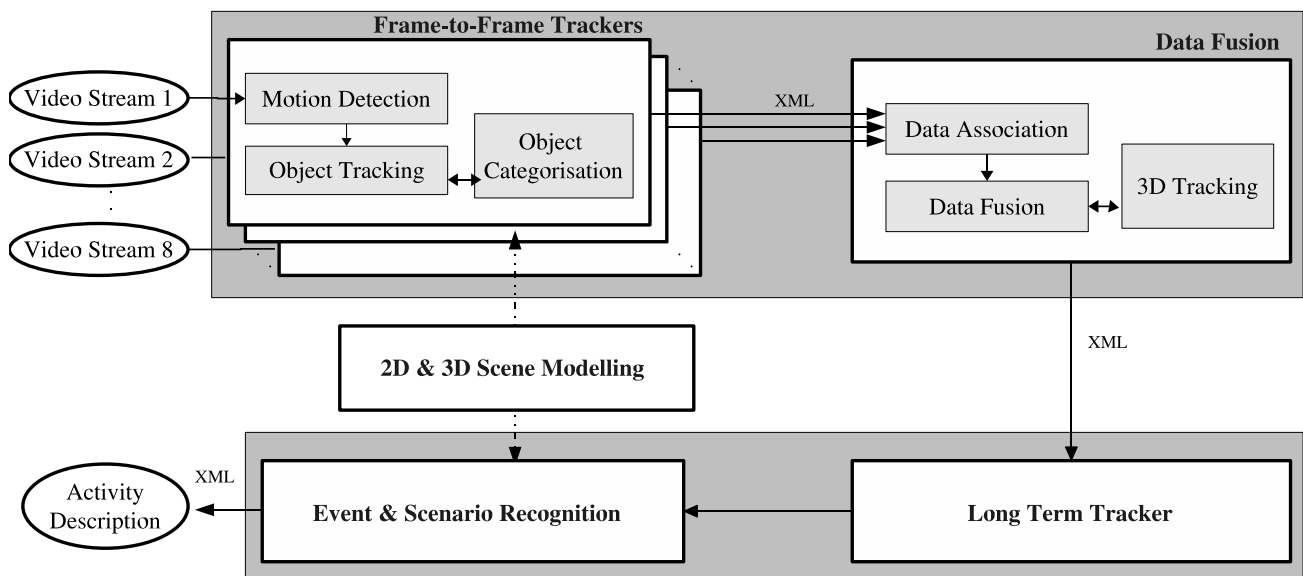 Frame-to-Frame Trackers
Data Fusion
Video Stream 1
Video Stream 2
Video Stream 8
Motion Detection
Object Tracking
Object
Categorisation
XML
Data Association
Data Fusion
3D Tracking
2D & 3D Scene Modelling
XML
Activity
Description
XML
Event & Scenario Recognition
Long Term Tracker